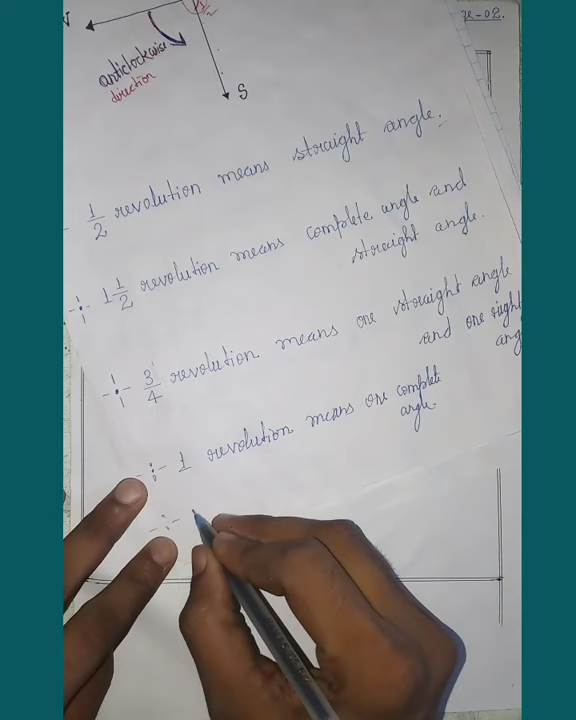 anticlockwise
direction
S
1/2 revolution means straight angle.
1 1/2 revolution means complete angle and
straight angle.
3/4 revolution means one straight angle
and one right
ang
1 revolution means one complete
angle.